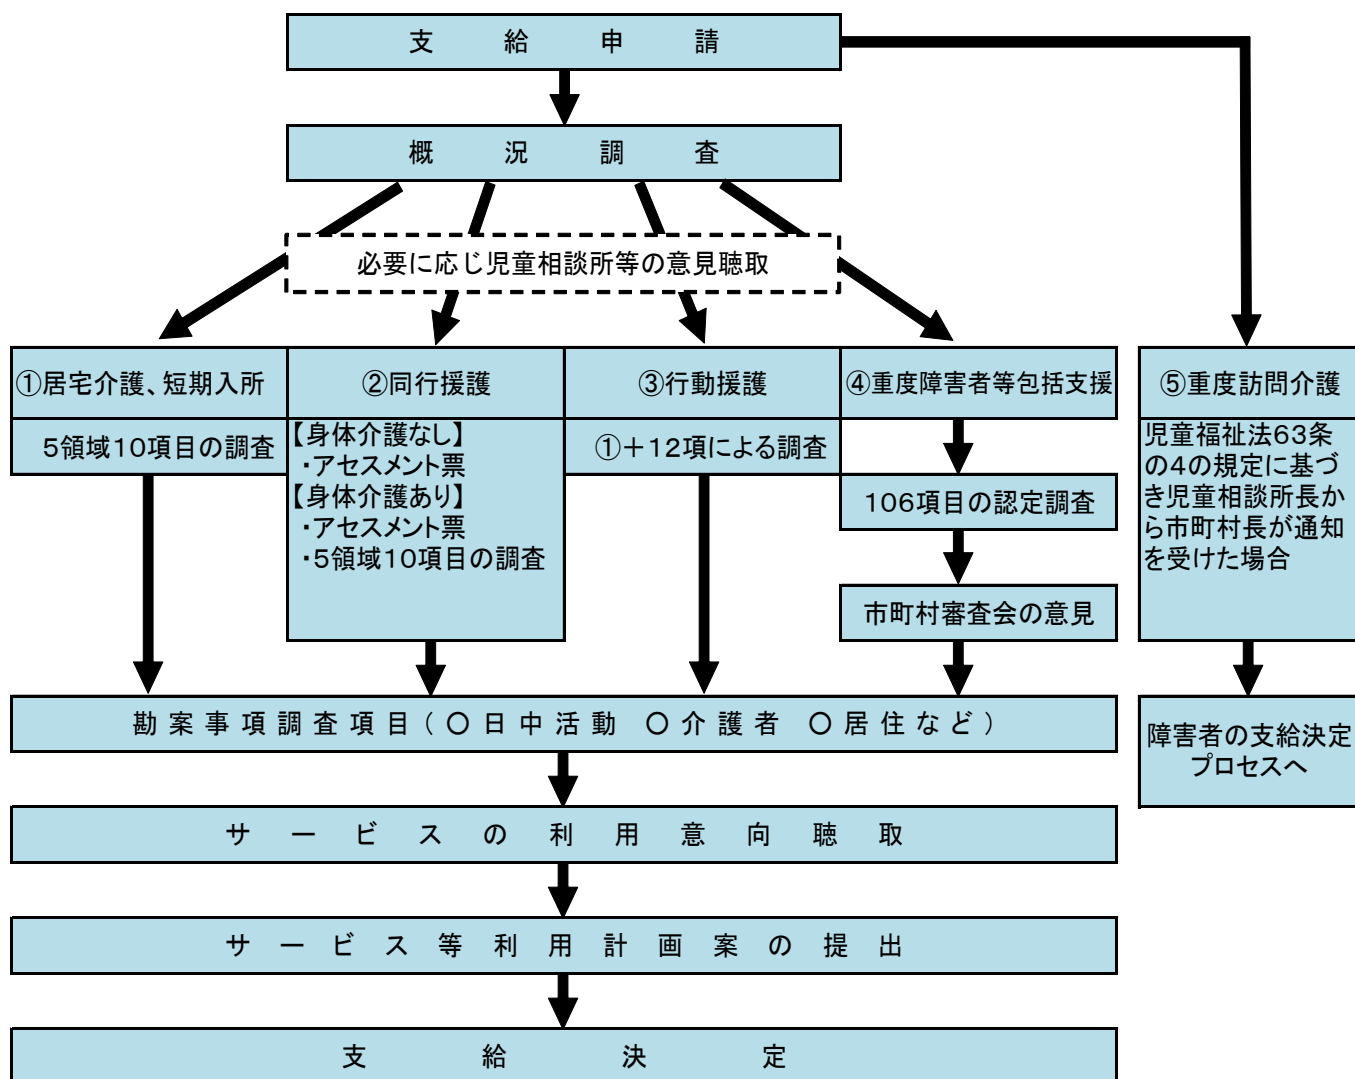 支給申請
概況調査
必要に応じ児童相談所等の意見聴取
①居宅介護、短期入所
5領域10項目の調査
②同行援護
【身体介護なし】
・アセスメント票
【身体介護あり】
・アセスメント票
・5領域10項目の調査
③行動援護
①＋12項による調査
④重度障害者等包括支援
106項目の認定調査
市町村審査会の意見
⑤重度訪問介護
児童福祉法63条
の4の規定に基づ
き児童相談所長か
ら市町村長が通知
を受けた場合
障害者の支給決定
プロセスへ
勘案事項調査項目(〇日中活動 〇介護者 〇居住など)
サービスの利用意向聴取
サービス等利用計画案の提出
支給決定